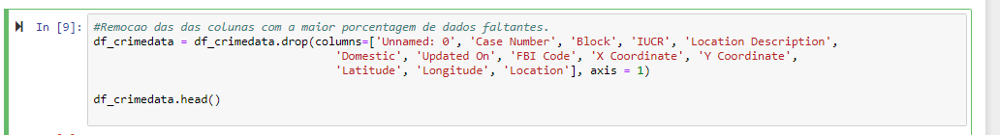 In [9]: #Remocao das das colunas com a maior porcentagem de dados faltantes.
df_crimedata = df_crimedata.drop(columns=['Unnamed: 0', 'Case Number', 'Block', 'IUCR', 'Location Description',
'Domestic', 'Updated On', 'FBI Code', 'X Coordinate', 'Y Coordinate',
'Latitude', 'Longitude', 'Location'], axis = 1)
df_crimedata.head()